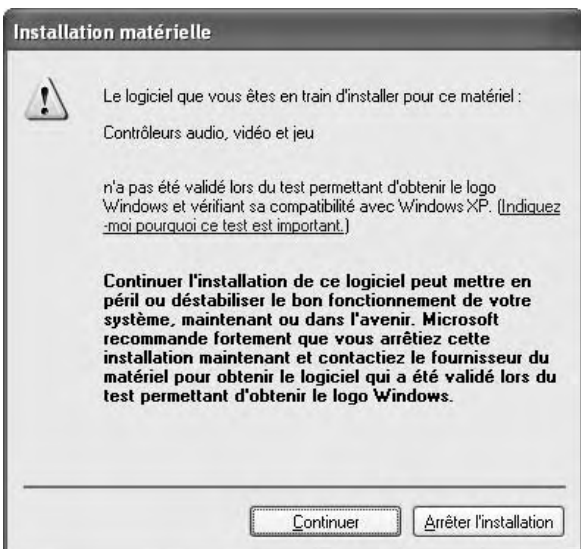 Installation matérielle
Le logiciel que vous êtes en train d'installer pour ce matériel :
Contrôleurs audio, vidéo et jeu
n'a pas été validé lors du test permettant d'obtenir le logo
Windows et vérifiant sa compatibilité avec Windows XP. (Indiquez
-moi pourquoi ce test est important.)
Continuer l'installation de ce logiciel peut mettre en
péril ou déstabiliser le bon fonctionnement de votre
système, maintenant ou dans l'avenir. Microsoft
recommande fortement que vous arrêtiez cette
installation maintenant et contactiez le fournisseur du
matériel pour obtenir le logiciel qui a été validé lors du
test permettant d'obtenir le logo Windows.
Continuer
Arrêter l'installation